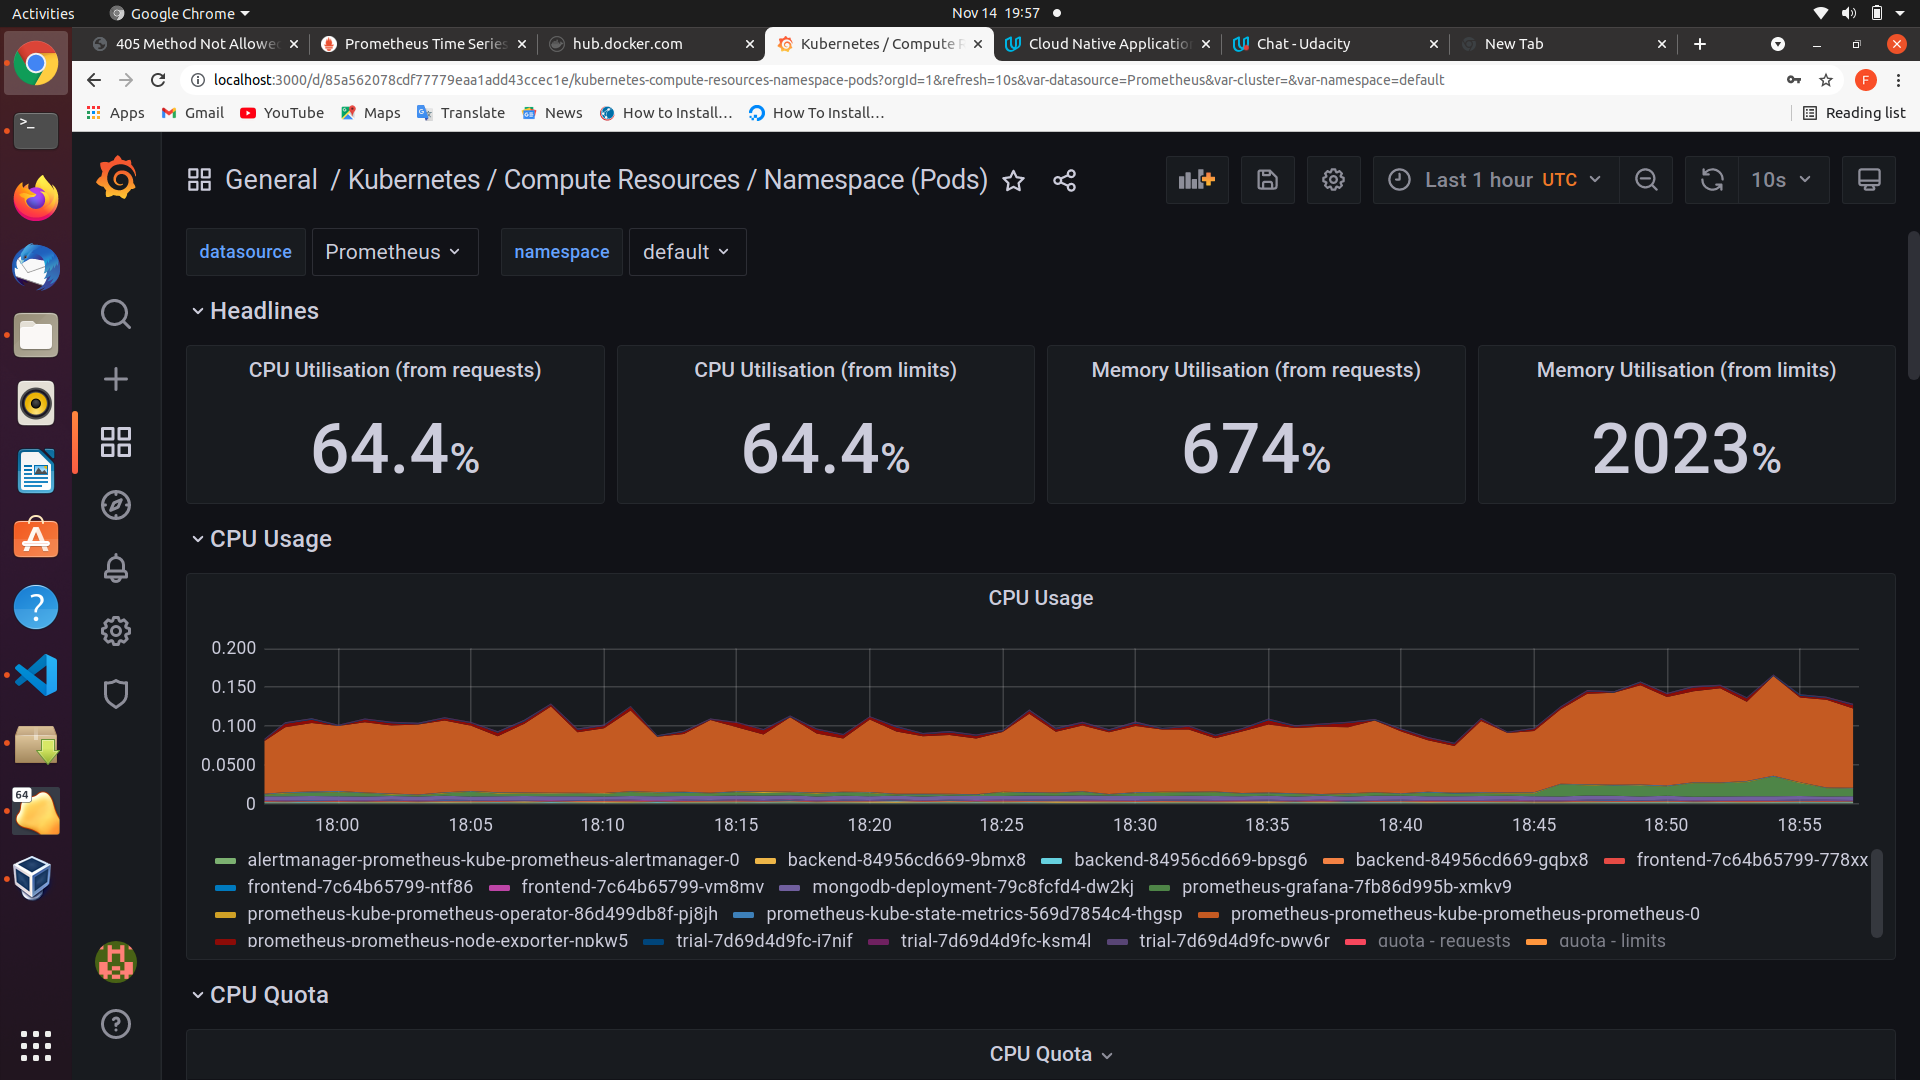 Activities
Google Chrome
Nov 14 19:57
405 Method Not Allowe
Prometheus Time Series
hub.docker.com
Kubernetes / Compute R
Cloud Native Applicatio
Chat - Udacity
New Tab
localhost:3000/d/85a562078cdf77779eaa1add43ccec1e/kubernetes-compute-resources-namespace-pods?orgId=1&refresh=10s&var-datasource=Prometheus&var-cluster=&var-namespace=default
F
Apps
Gmail
YouTube
Maps
Translate
News
How to Install...
How To Install...
Reading list
General / Kubernetes / Compute Resources / Namespace (Pods)
Last 1 hour UTC
10s
datasource
Prometheus
namespace
default
Headlines
CPU Utilisation (from requests)
CPU Utilisation (from limits)
Memory Utilisation (from requests)
Memory Utilisation (from limits)
64.4%
64.4%
674%
2023%
CPU Usage
CPU Usage
0.200
0.150
0.100
0.0500
0
18:00
18:05
18:10
18:15
18:20
18:25
18:30
18:35
18:40
18:45
18:50
18:55
alertmanager-prometheus-kube-prometheus-alertmanager-0
backend-84956cd669-9bmx8
backend-84956cd669-bpsg6
backend-84956cd669-gqbx8
frontend-7c64b65799-778xx
frontend-7c64b65799-ntf86
frontend-7c64b65799-vm8mv
mongodb-deployment-79c8fcfd4-dw2kj
prometheus-grafana-7fb86d995b-xmkv9
prometheus-kube-prometheus-operator-86d499db8f-pj8jh
prometheus-kube-state-metrics-569d7854c4-thgsp
prometheus-prometheus-kube-prometheus-prometheus-0
prometheus-prometheus-node-exporter-npkw5
trial-7d69d4d9fc-j7njf
trial-7d69d4d9fc-ksm4l
trial-7d69d4d9fc-pwv6r
quota - requests
quota - limits
64
CPU Quota
CPU Quota